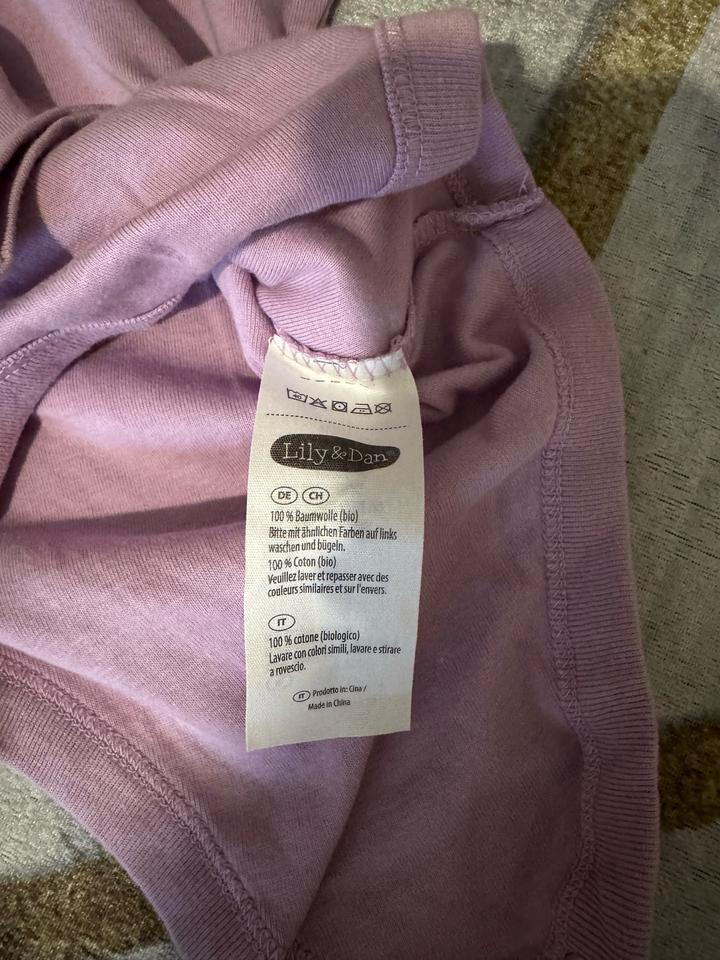 40
Lily & Dan
DE CH
100 % Baumwolle (bio)
Bitte mit ähnlichen Farben auf links
waschen und bügeln.
100 % Coton (bio)
Veuillez laver et repasser avec des
couleurs similaires et sur l'envers.
IT
100 % cotone (biologico)
Lavare con colori simili, lavare e stirare
a rovescio.
IT Prodotto in: Cina /
Made in China